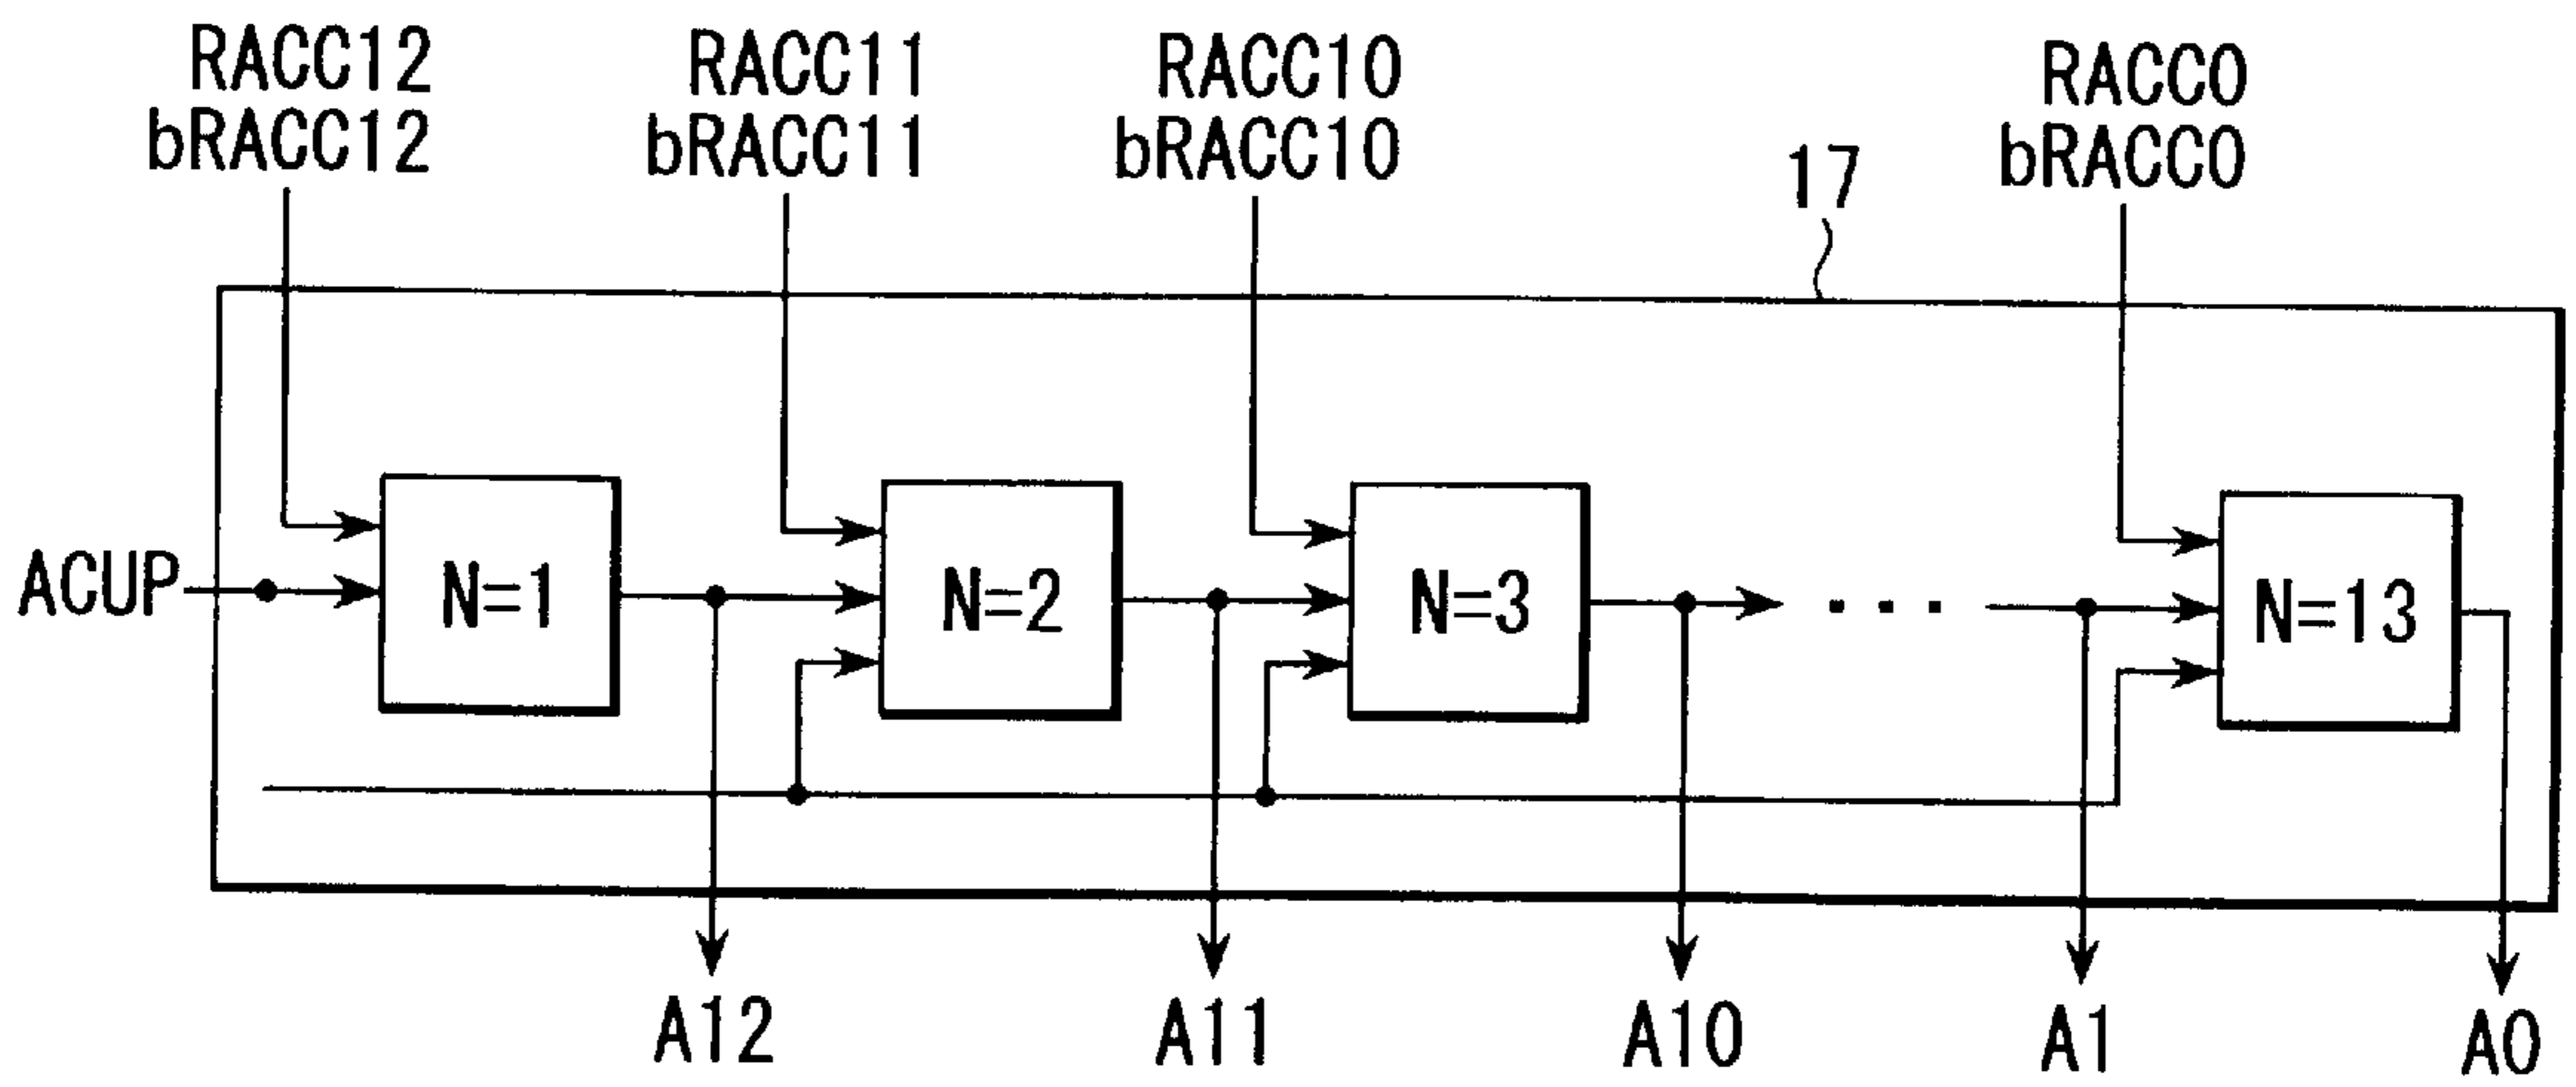 RACC12
bRACC12
RACC11
bRACC11
RACC10
bRACC10
RACC0
bRACC0
17
ACUP
N=1
N=2
N=3
. . .
N=13
A12
A11
A10
A1
A0